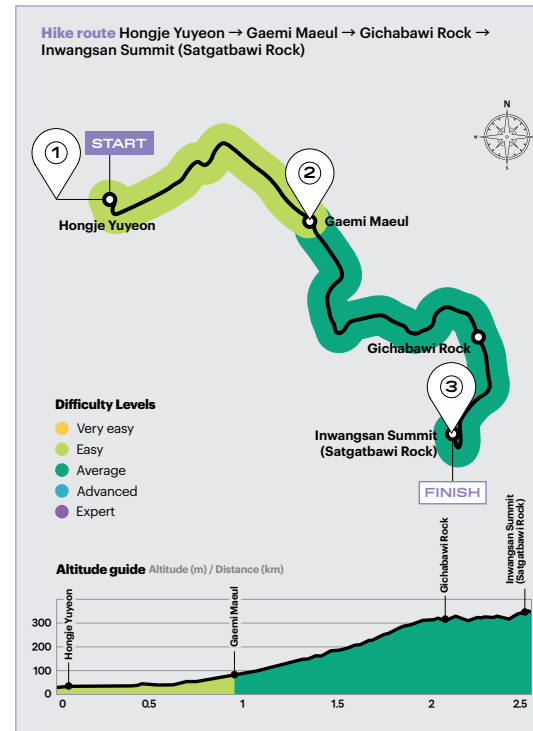 Hike route Hongje Yuyeon → Gaemi Maeul → Gichabawi Rock →
Inwangsan Summit (Satgatbawi Rock)
N
W
E
S
1
START
2
Hongje Yuyeon
Gaemi Maeul
Gichabawi Rock
3
Inwangsan Summit
(Satgatbawi Rock)
FINISH
Difficulty Levels
Very easy
Easy
Average
Advanced
Expert
Altitude guide Altitude (m) / Distance (km)
Hongje Yuyeon
Gaemi Maeul
Gichabawi Rock
Inwangsan Summit
(Satgatbawi Rock)
300
200
100
0
0 0.5 1 1.5 2 2.5